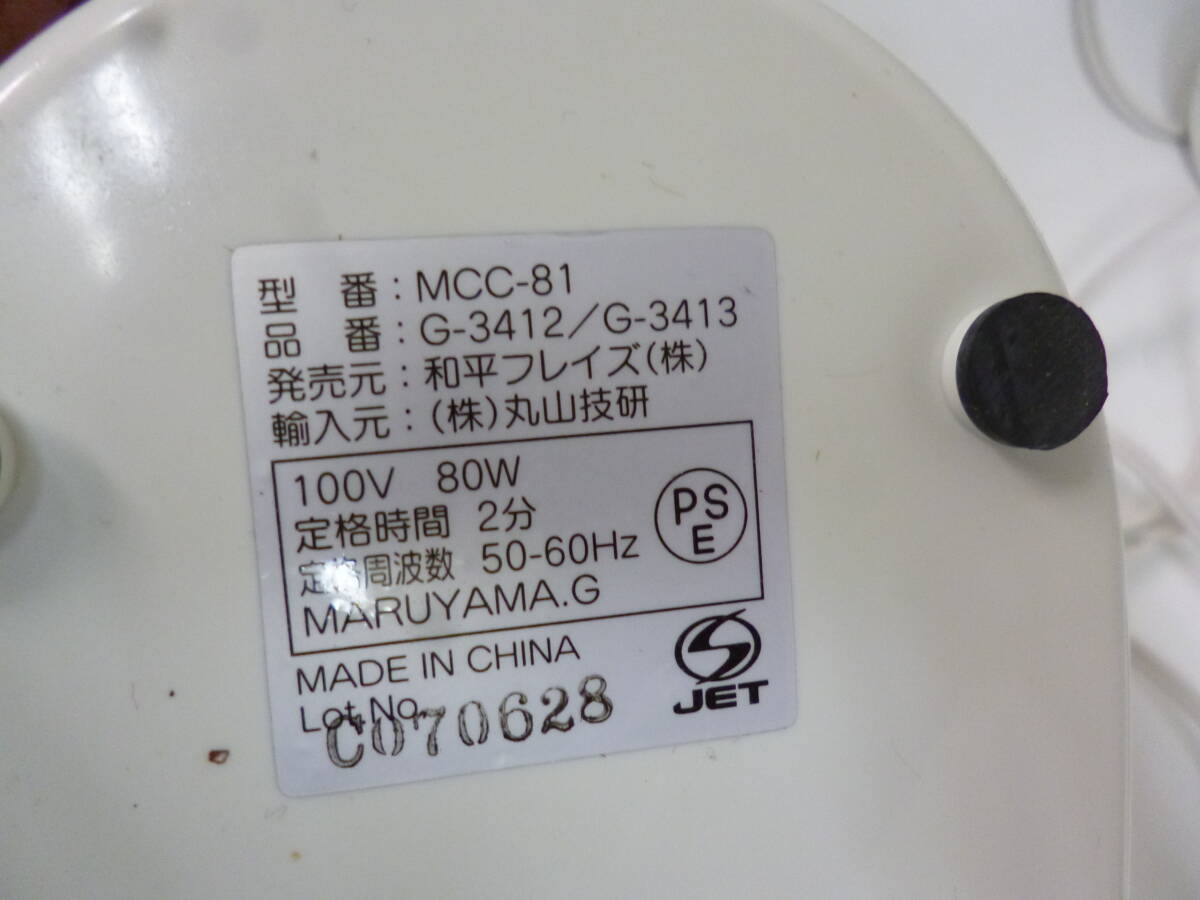 型 番：MCC-81
品 番：G-3412／G-3413
発売元：和平フレイズ(株)
輸入元：(株)丸山技研
100V 80W
定格時間 2分
定格周波数 50-60Hz
MARUYAMA.G
PS
E
MADE IN CHINA
Lot.No.
C070628
JET